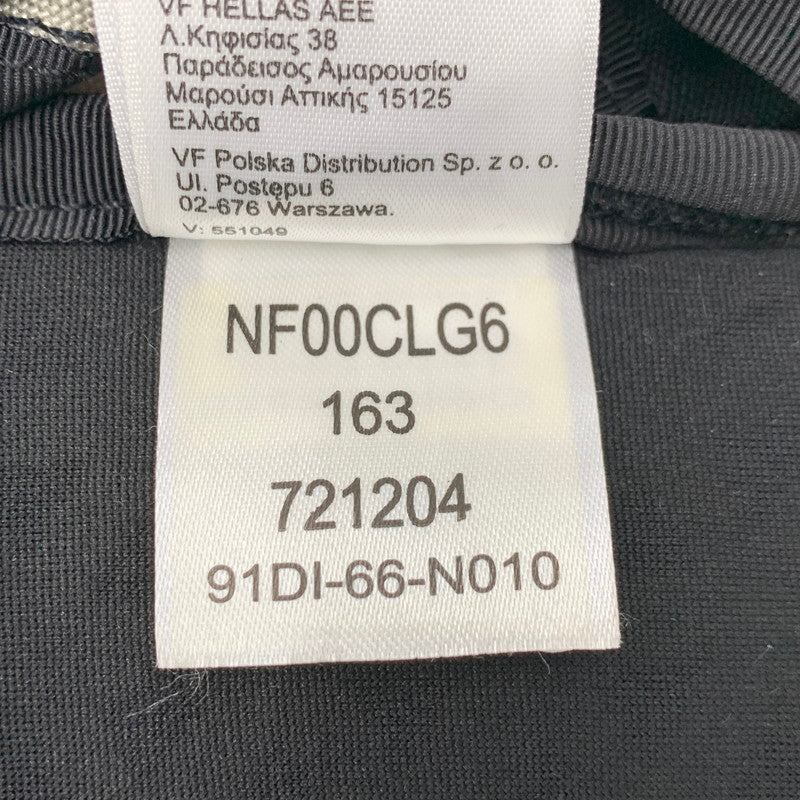 VF HELLAS AEE
Λ.Κηφισίας 38
Παράδεισος Αμαρουσίου
Μαρούσι Αττικής 15125
Ελλάδα
VF Polska Distribution Sp. z o. o.
Ul. Postępu 6
02-676 Warszawa.
V: 551049
NF00CLG6
163
721204
91DI-66-N010